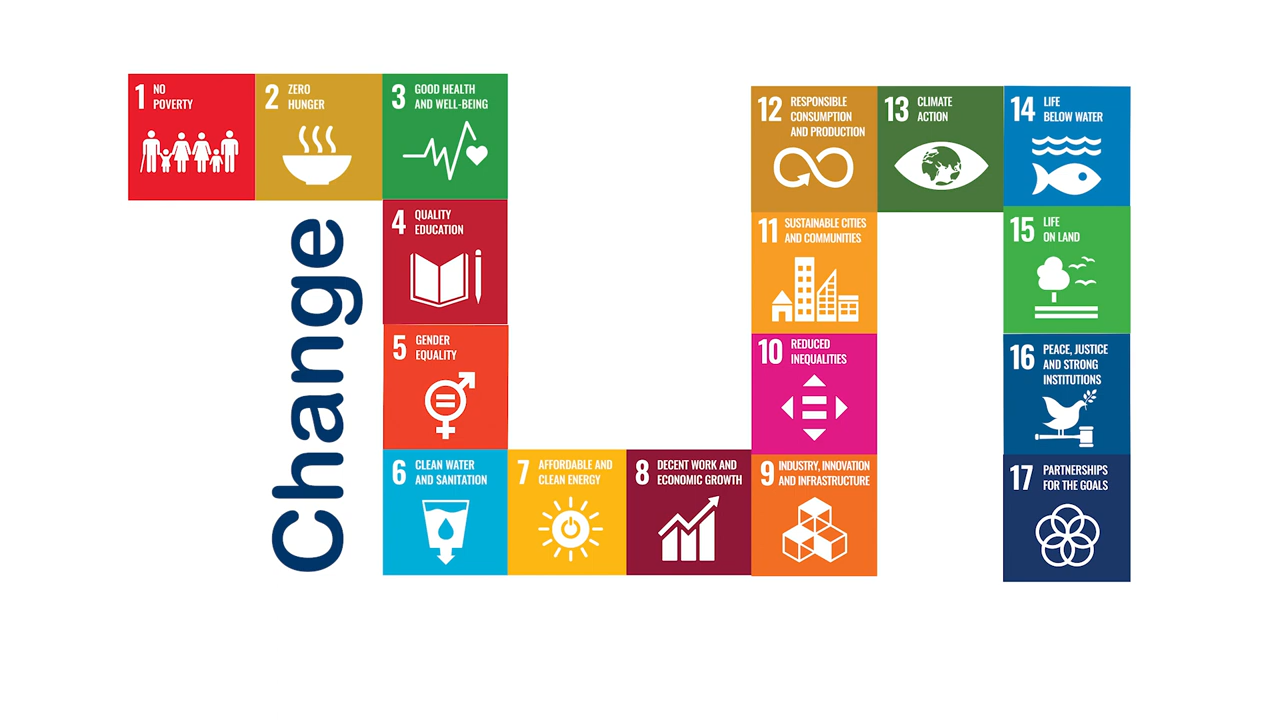 1 NO
POVERTY
2 ZERO
HUNGER
3 GOOD HEALTH
AND WELL-BEING
4 QUALITY
EDUCATION
5 GENDER
EQUALITY
6 CLEAN WATER
AND SANITATION
7 AFFORDABLE AND
CLEAN ENERGY
8 DECENT WORK AND
ECONOMIC GROWTH
9 INDUSTRY, INNOVATION
AND INFRASTRUCTURE
10 REDUCED
INEQUALITIES
11 SUSTAINABLE CITIES
AND COMMUNITIES
12 RESPONSIBLE
CONSUMPTION
AND PRODUCTION
13 CLIMATE
ACTION
14 LIFE
BELOW WATER
15 LIFE
ON LAND
16 PEACE, JUSTICE
AND STRONG
INSTITUTIONS
17 PARTNERSHIPS
FOR THE GOALS
Change